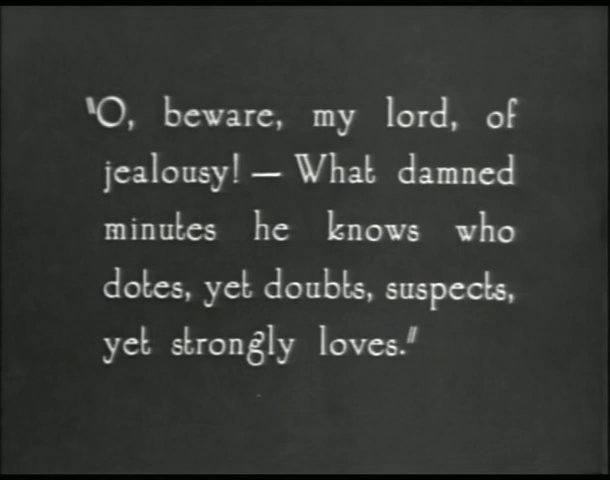 "O, beware, my lord, of
jealousy! — What damned
minutes he knows who
dotes, yet doubts, suspects,
yet strongly loves."